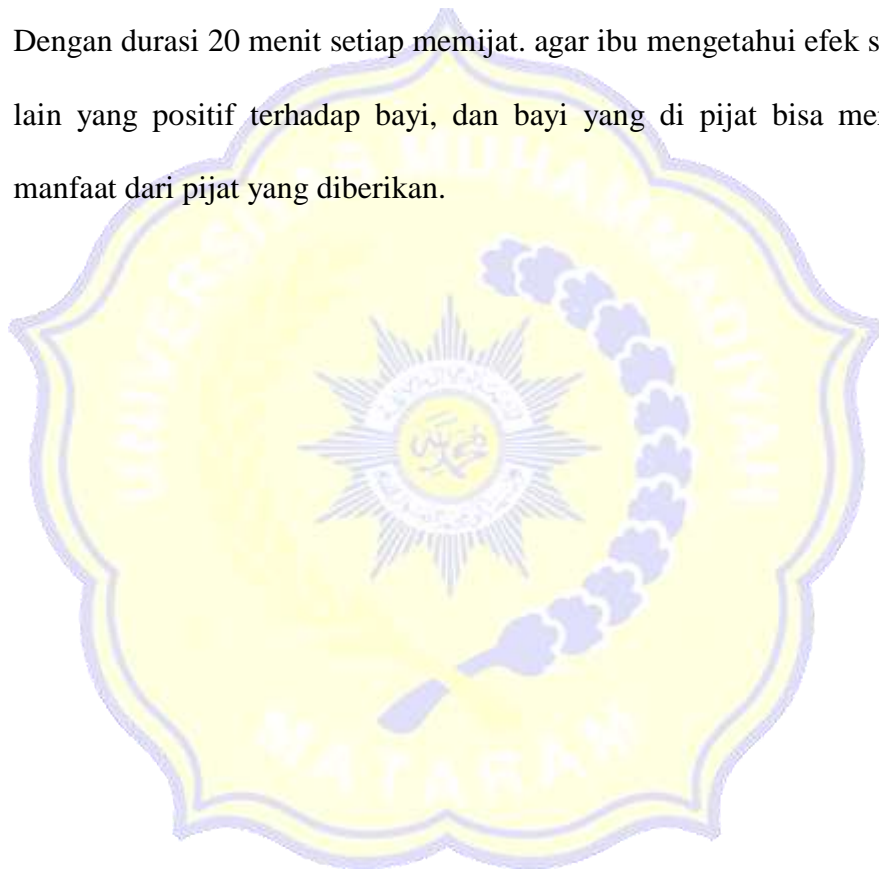 Dengan durasi 20 menit setiap memijat. agar ibu mengetahui efek
lain yang positif terhadap bayi, dan bayi yang di pijat bisa
manfaat dari pijat yang diberikan.
UNIVERSITAS MUHAMMADIYAH
MATARAM